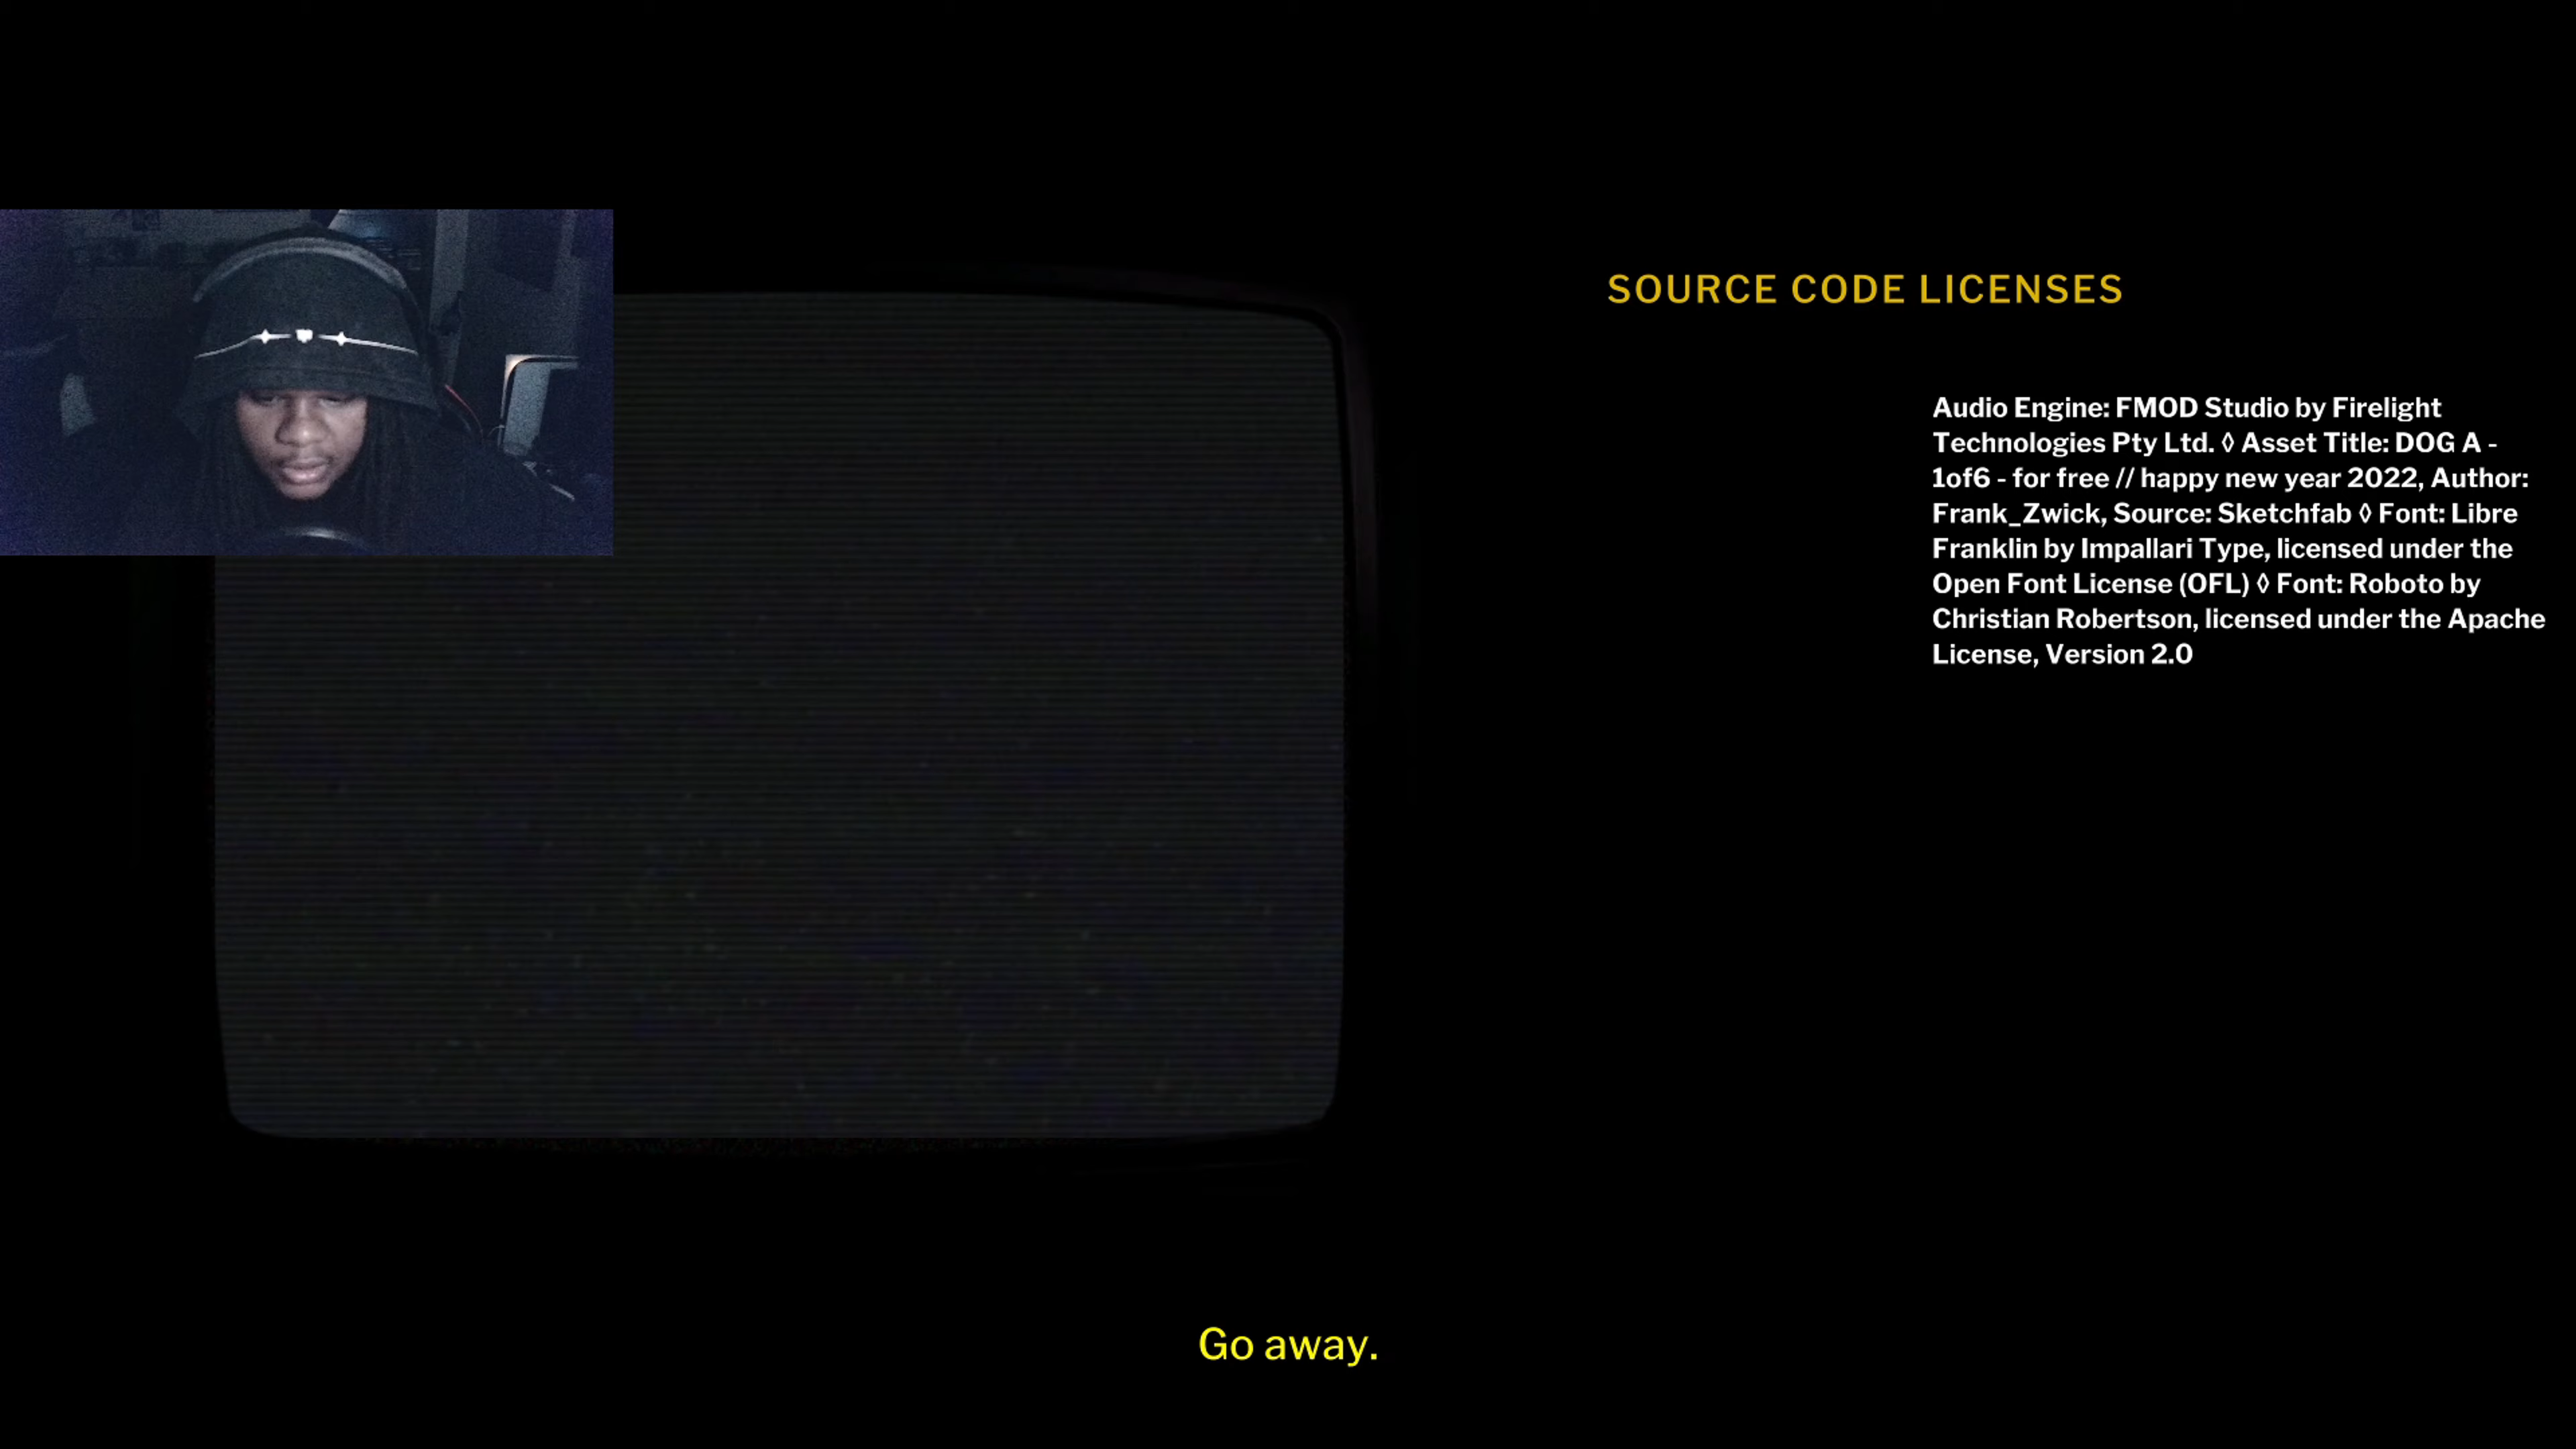 SOURCE CODE LICENSES
Audio Engine: FMOD Studio by Firelight
Technologies Pty Ltd. ◊ Asset Title: DOG A -
1of6 - for free // happy new year 2022, Author:
Frank_Zwick, Source: Sketchfab ◊ Font: Libre
Franklin by Impallari Type, licensed under the
Open Font License (OFL) ◊ Font: Roboto by
Christian Robertson, licensed under the Apache
License, Version 2.0
Go away.